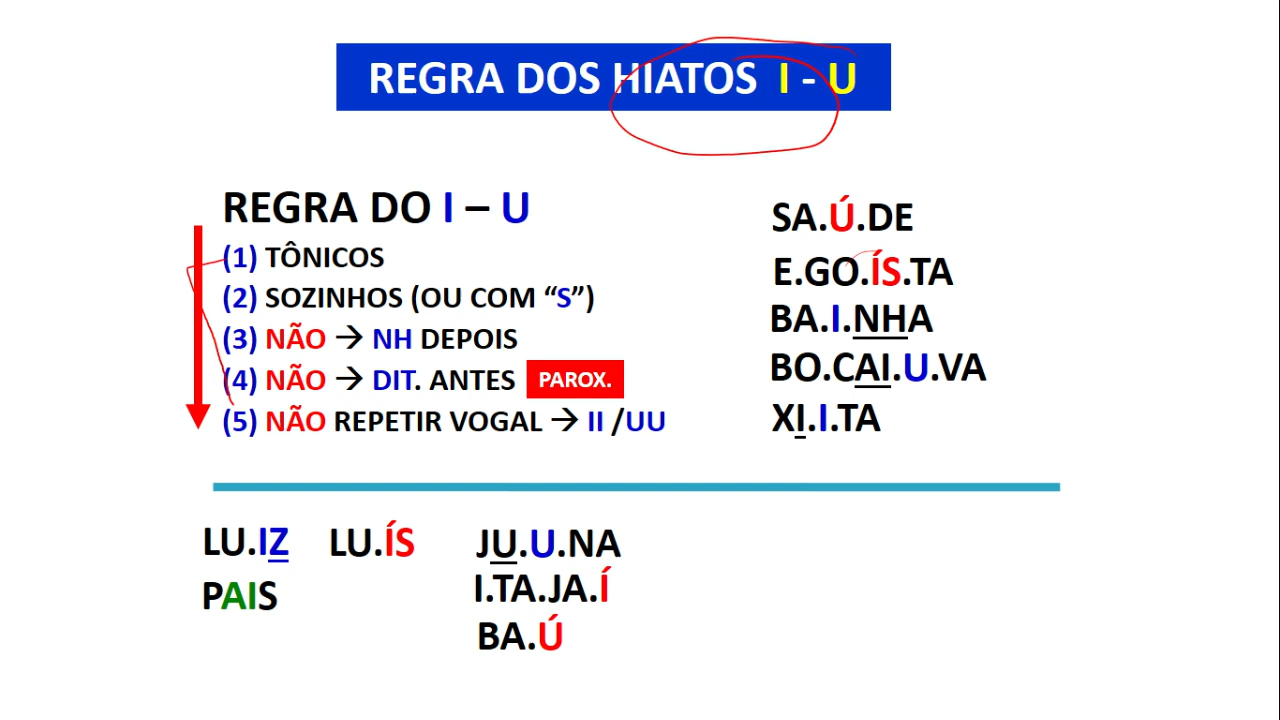 REGRA DOS HIATOS I - U
REGRA DO I – U
(1) TÔNICOS
(2) SOZINHOS (OU COM “S”)
(3) NÃO → NH DEPOIS
(4) NÃO → DIT. ANTES PAROX.
(5) NÃO REPETIR VOGAL → II /UU
SA.Ú.DE
E.GO.ÍS.TA
BA.I.NHA
BO.CAI.U.VA
XI.I.TA
LU.IZ LU.ÍS JU.U.NA
PAIS I.TA.JA.Í
BA.Ú